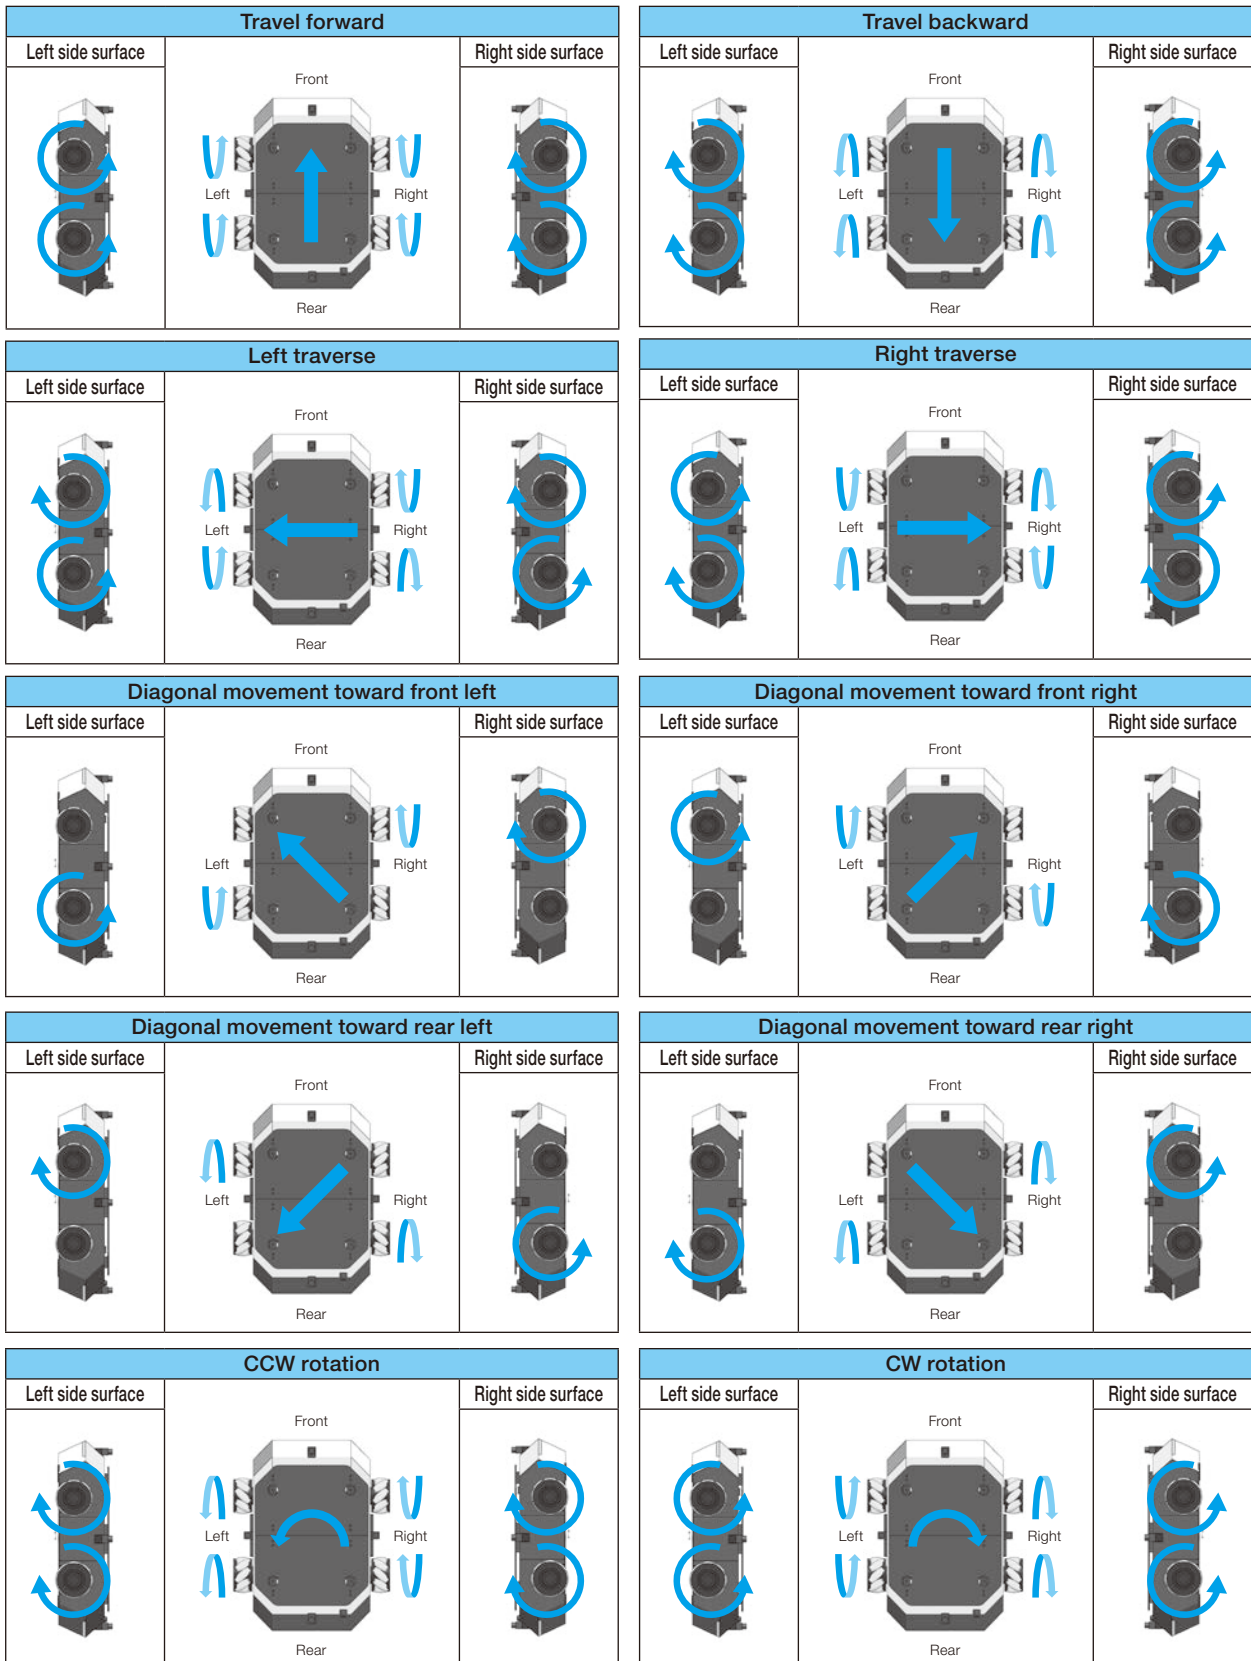 Travel forward
Left side surface
Right side surface
Front
Left
Right
Rear
Travel backward
Left side surface
Right side surface
Front
Left
Right
Rear
Left traverse
Left side surface
Right side surface
Front
Left
Right
Rear
Right traverse
Left side surface
Right side surface
Front
Left
Right
Rear
Diagonal movement toward front left
Left side surface
Right side surface
Front
Left
Right
Rear
Diagonal movement toward front right
Left side surface
Right side surface
Front
Left
Right
Rear
Diagonal movement toward rear left
Left side surface
Right side surface
Front
Left
Right
Rear
Diagonal movement toward rear right
Left side surface
Right side surface
Front
Left
Right
Rear
CCW rotation
Left side surface
Right side surface
Front
Left
Right
Rear
CW rotation
Left side surface
Right side surface
Front
Left
Right
Rear